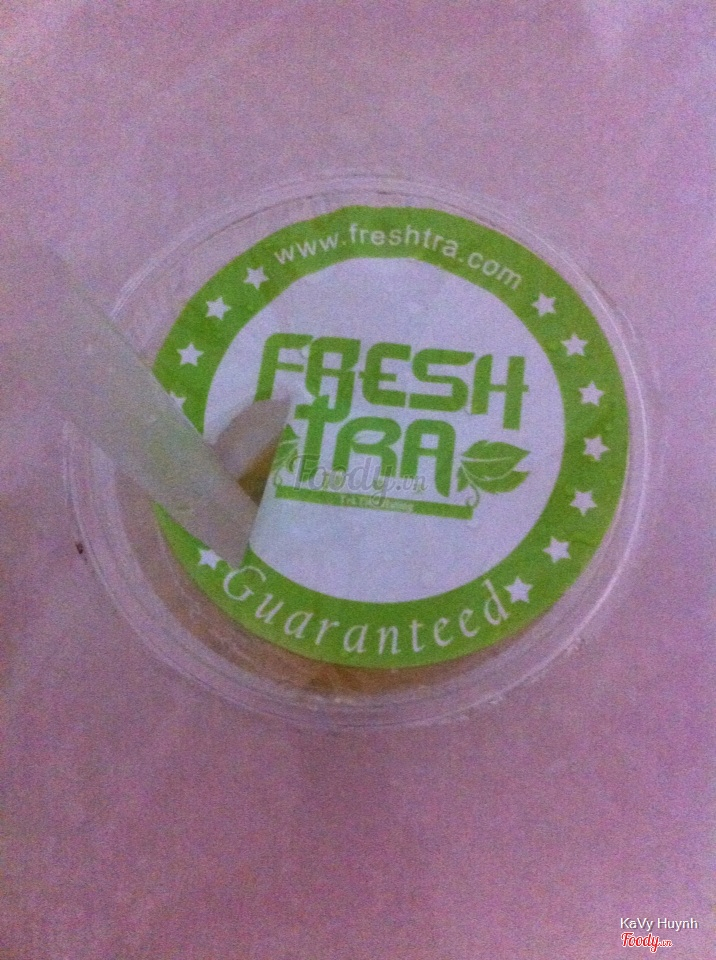 www.freshtra.com
FRESH
TRA
Foody.vn
Guaranteed
KaVy Huynh
Foody.vn